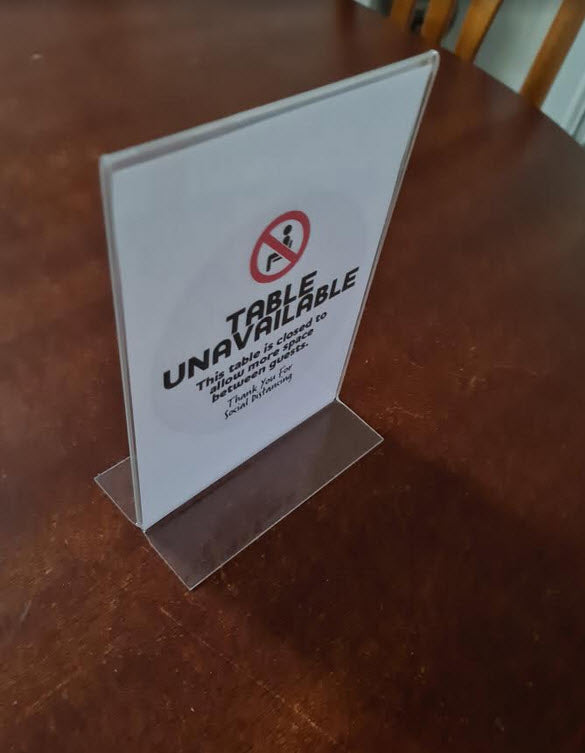 TABLE
UNAVAILABLE
This table is closed to
allow more space
between guests.
Thank You For
Social Distancing